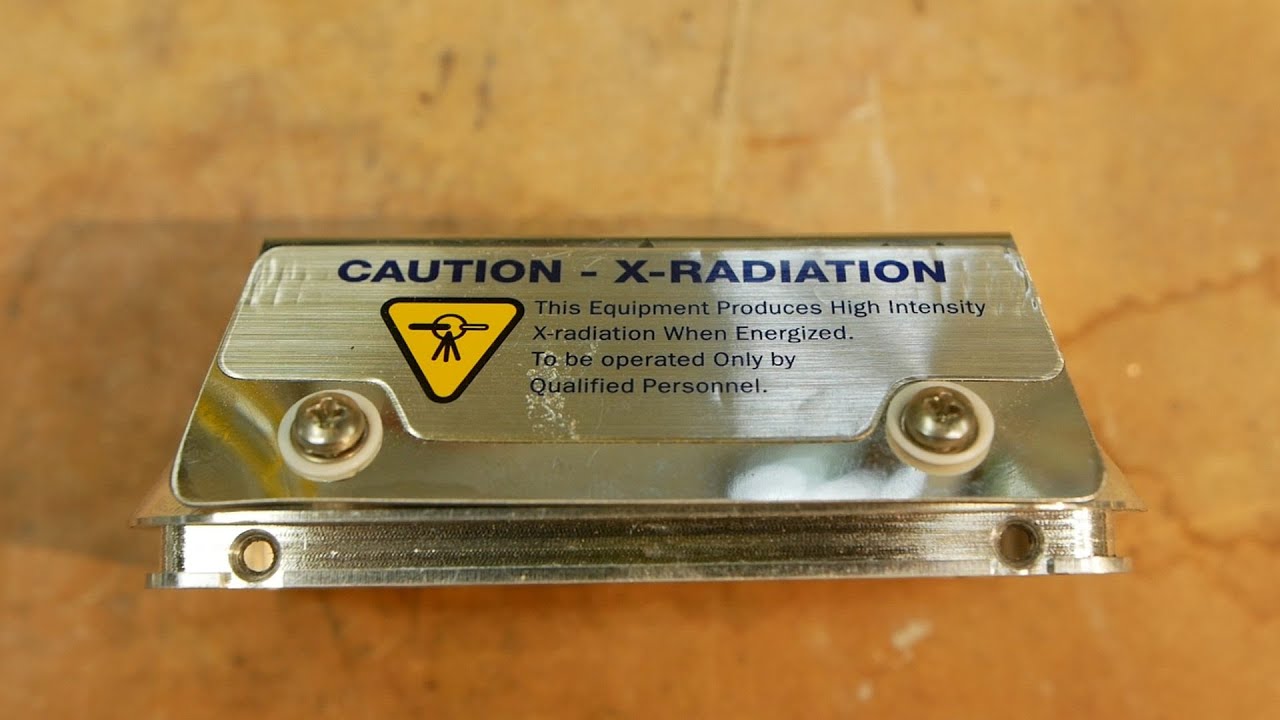 CAUTION - X-RADIATION
This Equipment Produces High Intensity
X-radiation When Energized.
To be operated Only by
Qualified Personnel.